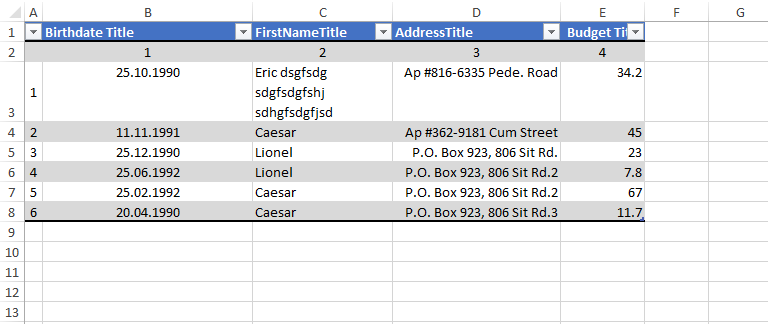 A B C D E F G
1 Birthdate Title FirstNameTitle AddressTitle Budget Tit
2 1 2 3 4
25.10.1990 Eric dsgfsdg Ap #816-6335 Pede. Road 34.2
1 sdgfsdgfshj
3 sdhgfsdgfjsd
4 2 11.11.1991 Caesar Ap #362-9181 Cum Street 45
5 3 25.12.1990 Lionel P.O. Box 923, 806 Sit Rd. 23
6 4 25.06.1992 Lionel P.O. Box 923, 806 Sit Rd.2 7.8
7 5 25.02.1992 Caesar P.O. Box 923, 806 Sit Rd.2 67
8 6 20.04.1990 Caesar P.O. Box 923, 806 Sit Rd.3 11.7
9
10
11
12
13